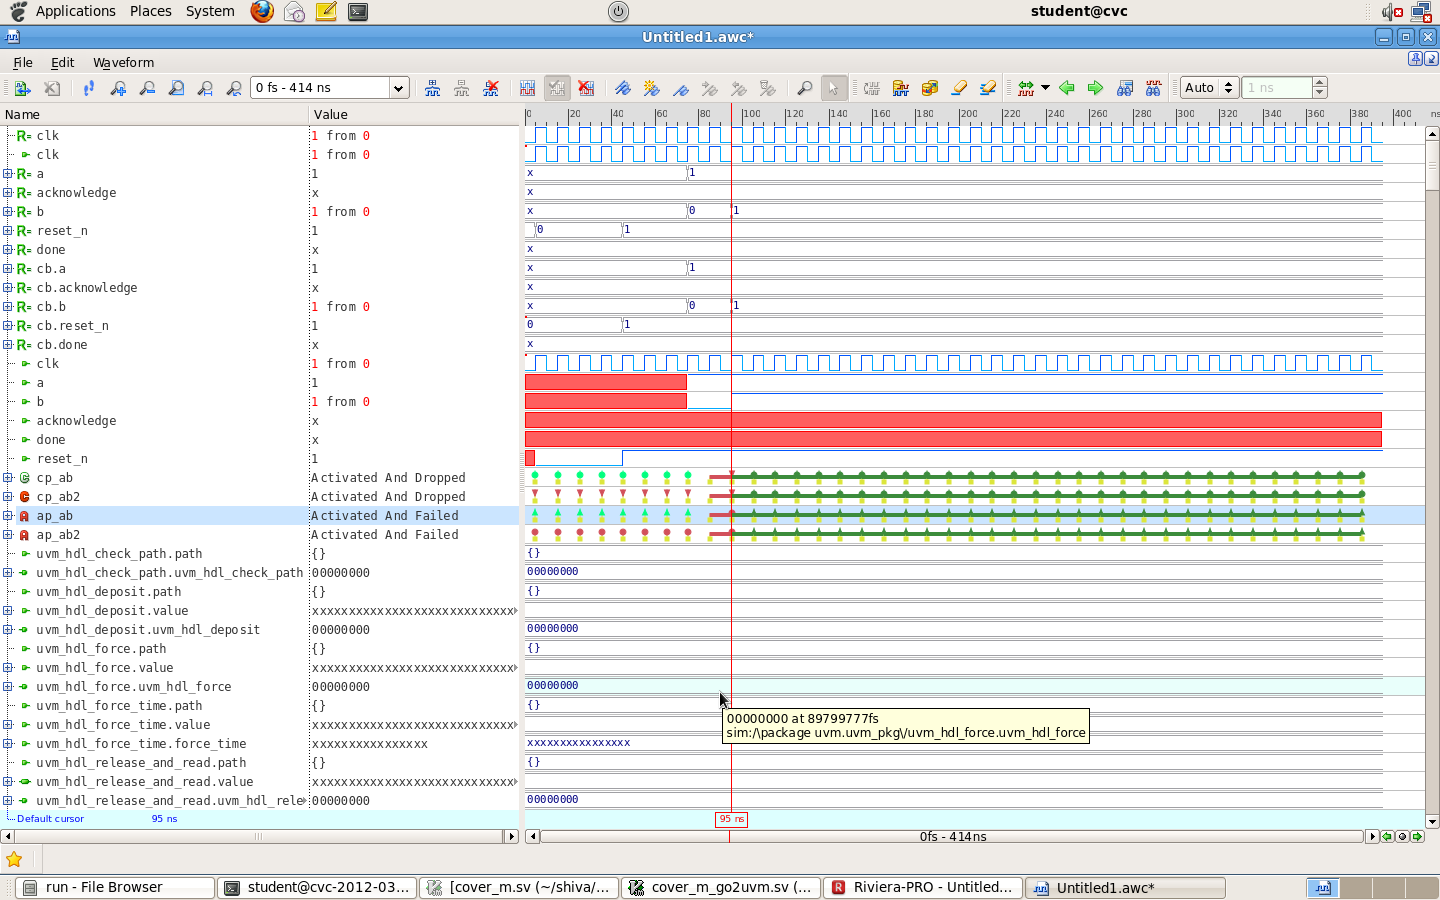 Applications Places System student@cvc
Untitled1.awc*
File Edit Waveform
0 fs - 414 ns Auto 1 ns
Name Value 0 20 40 60 80 100 120 140 160 180 200 220 240 260 280 300 320 340 360 380 400 ns
R= clk 1 from 0
clk 1 from 0
R= a 1 x 1
R= acknowledge x x
R= b 1 from 0 x 0 1
R= reset_n 1 0 1
R= done x x
R= cb.a 1 x 1
R= cb.acknowledge x x
R= cb.b 1 from 0 x 0 1
R= cb.reset_n 1 0 1
R= cb.done x x
clk 1 from 0
a 1
b 1 from 0
acknowledge x
done x
reset_n 1
cp_ab Activated And Dropped
cp_ab2 Activated And Dropped
ap_ab Activated And Failed
ap_ab2 Activated And Failed
uvm_hdl_check_path.path {} {}
uvm_hdl_check_path.uvm_hdl_check_path 00000000 00000000
uvm_hdl_deposit.path {} {}
uvm_hdl_deposit.value xxxxxxxxxxxxxxxxxxxxxxxxxxxx
uvm_hdl_deposit.uvm_hdl_deposit 00000000 00000000
uvm_hdl_force.path {} {}
uvm_hdl_force.value xxxxxxxxxxxxxxxxxxxxxxxxxxxx
uvm_hdl_force.uvm_hdl_force 00000000 00000000
uvm_hdl_force_time.path {} {}
uvm_hdl_force_time.value xxxxxxxxxxxxxxxxxxxxxxxxxxxx
00000000 at 89799777fs
sim:/\package uvm.uvm_pkg\/uvm_hdl_force.uvm_hdl_force
uvm_hdl_force_time.force_time xxxxxxxxxxxxxxxx xxxxxxxxxxxxxxxx
uvm_hdl_release_and_read.path {} {}
uvm_hdl_release_and_read.value xxxxxxxxxxxxxxxxxxxxxxxxxxxx
uvm_hdl_release_and_read.uvm_hdl_rele 00000000 00000000
Default cursor 95 ns 95 ns
0fs - 414ns
run - File Browser student@cvc-2012-03... [cover_m.sv (~/shiva/... cover_m_go2uvm.sv (... Riviera-PRO - Untitled... Untitled1.awc*